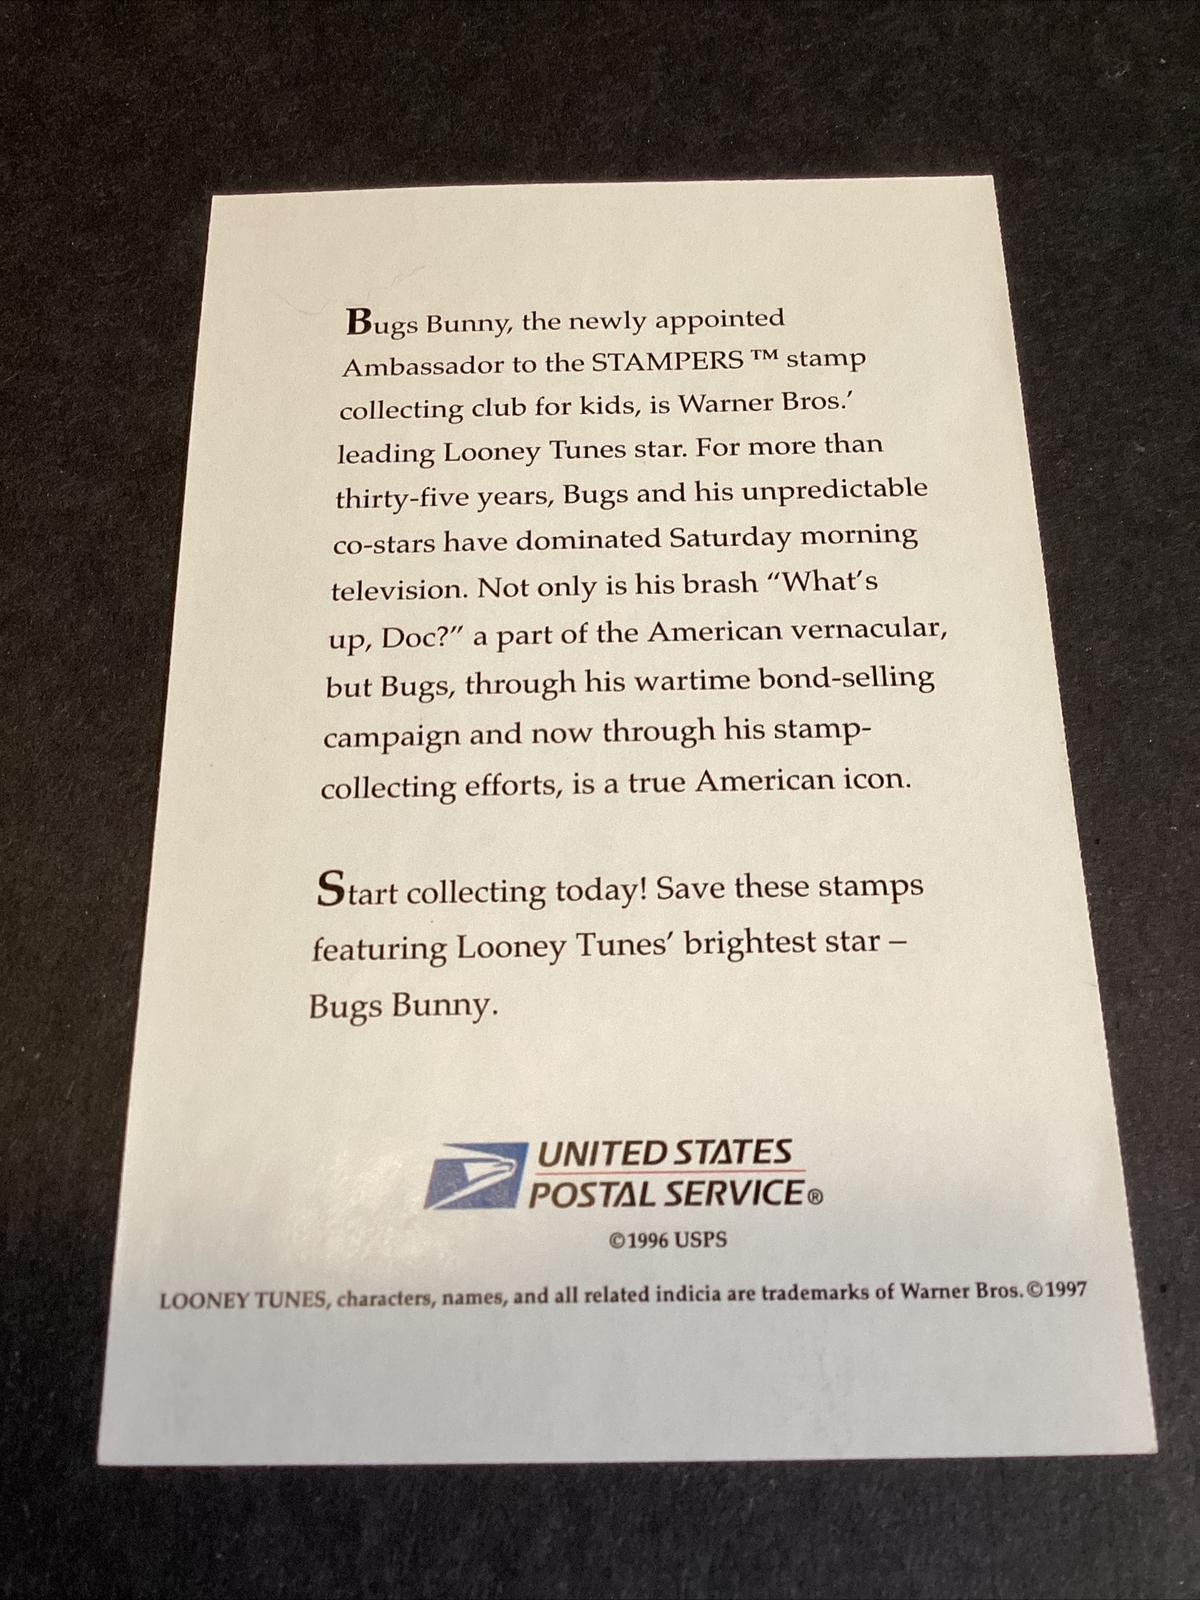 Bugs Bunny, the newly appointed
Ambassador to the STAMPERS ™ stamp
collecting club for kids, is Warner Bros.'
leading Looney Tunes star. For more than
thirty-five years, Bugs and his unpredictable
co-stars have dominated Saturday morning
television. Not only is his brash “What's
up, Doc?” a part of the American vernacular,
but Bugs, through his wartime bond-selling
campaign and now through his stamp-
collecting efforts, is a true American icon.
Start collecting today! Save these stamps
featuring Looney Tunes' brightest star –
Bugs Bunny.
UNITED STATES
POSTAL SERVICE®
©1996 USPS
LOONEY TUNES, characters, names, and all related indicia are trademarks of Warner Bros.©1997